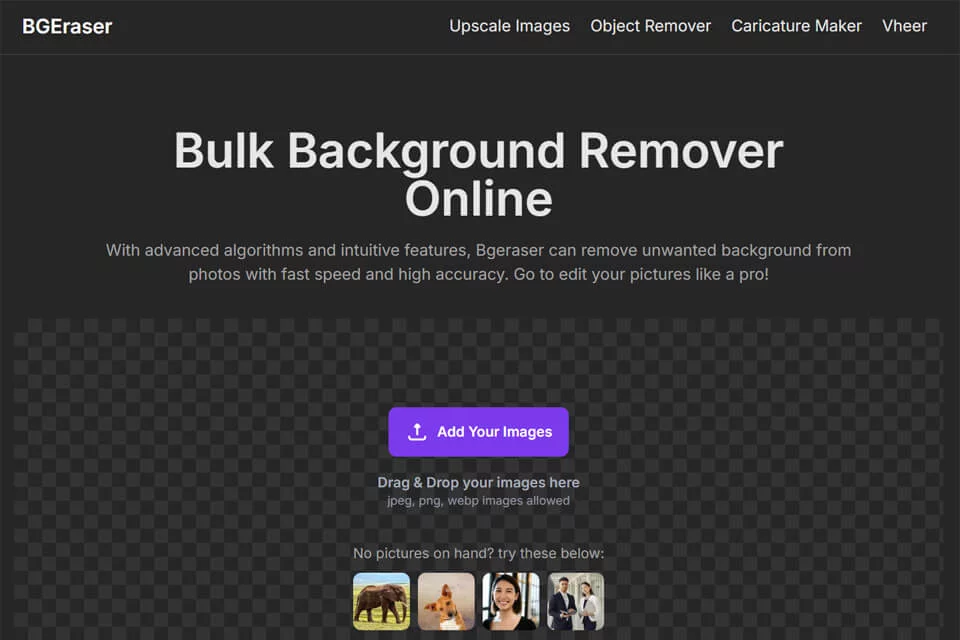 BGEraser
Upscale Images
Object Remover
Caricature Maker
Vheer
Bulk Background Remover
Online
With advanced algorithms and intuitive features, Bgeraser can remove unwanted background from
photos with fast speed and high accuracy. Go to edit your pictures like a pro!
Add Your Images
Drag & Drop your images here
jpeg, png, webp images allowed
No pictures on hand? try these below: